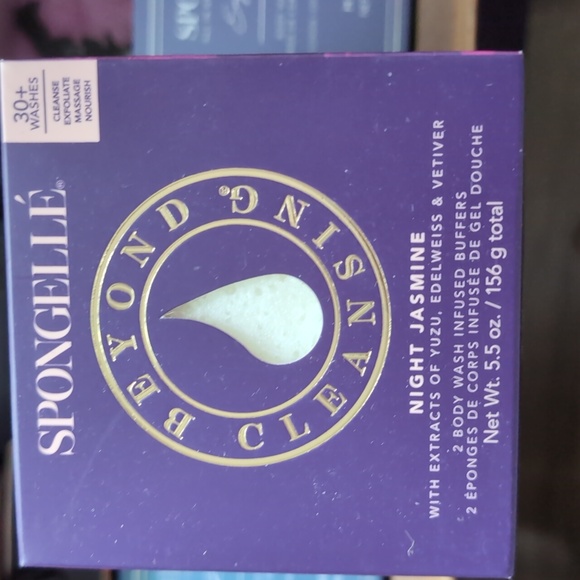 SPONGELLÉ®
30+
WASHES
CLEANSE
EXFOLIATE
MASSAGE
NOURISH
BEYOND CLEANSING®
NIGHT JASMINE
WITH EXTRACTS OF YUZU, EDELWEISS & VETIVER
2 BODY WASH INFUSED BUFFERS
2 ÉPONGES DE CORPS INFUSÉE DE GEL DOUCHE
Net Wt. 5.5 oz. / 156 g total